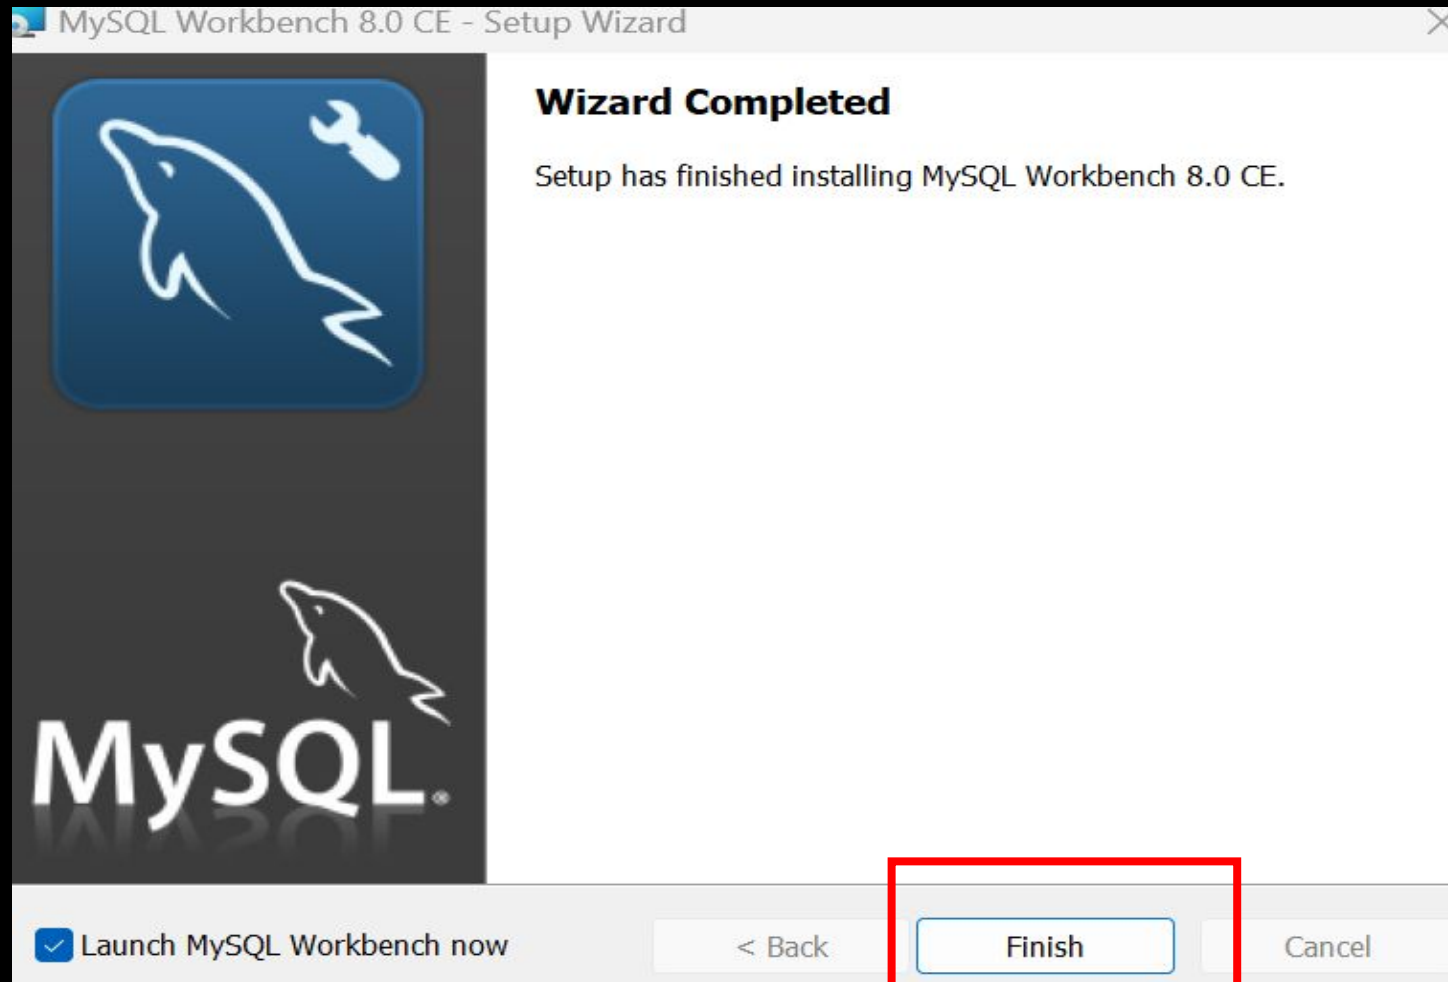 MySQL Workbench 8.0 CE - Setup Wizard
Wizard Completed
Setup has finished installing MySQL Workbench 8.0 CE.
MySQL®
Launch MySQL Workbench now
< Back
Finish
Cancel